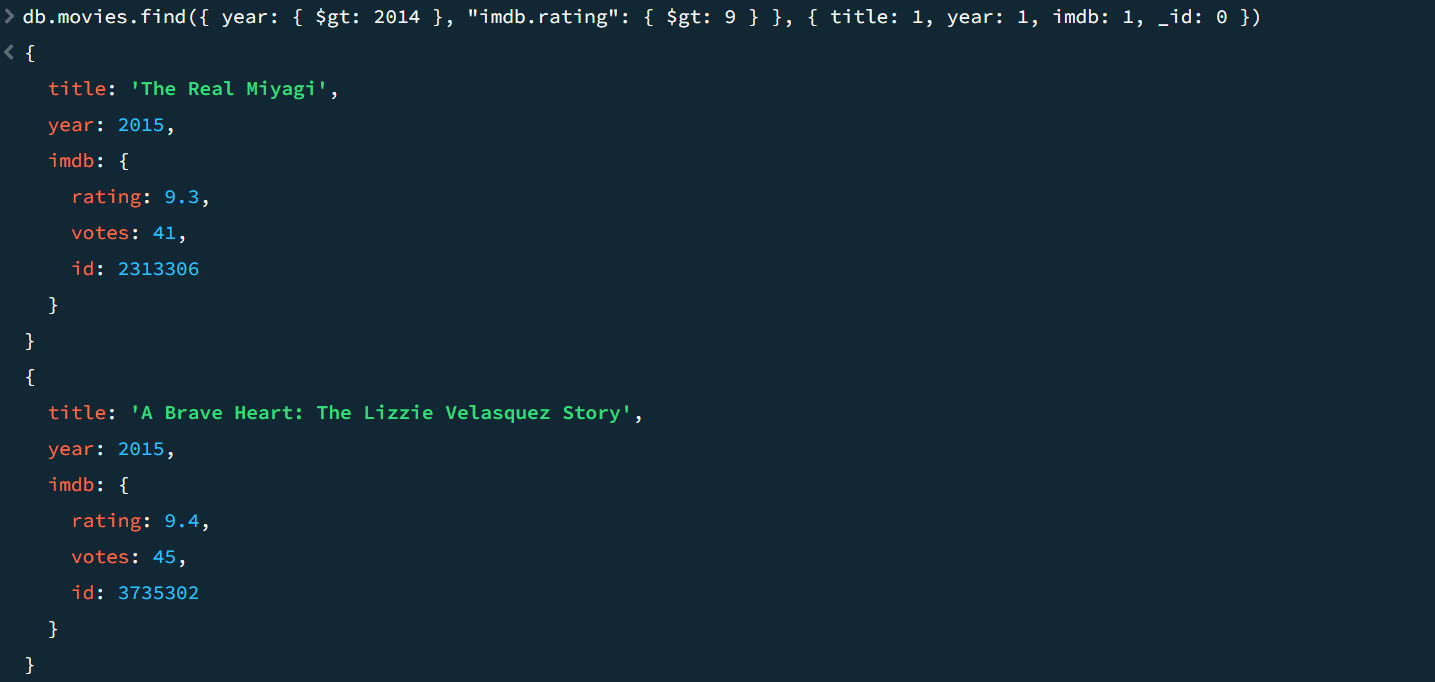 > db.movies.find({ year: { $gt: 2014 }, "imdb.rating": { $gt: 9 } }, { title: 1, year: 1, imdb: 1, _id: 0 })
< {
    title: 'The Real Miyagi',
    year: 2015,
    imdb: {
      rating: 9.3,
      votes: 41,
      id: 2313306
    }
  }
  {
    title: 'A Brave Heart: The Lizzie Velasquez Story',
    year: 2015,
    imdb: {
      rating: 9.4,
      votes: 45,
      id: 3735302
    }
  }